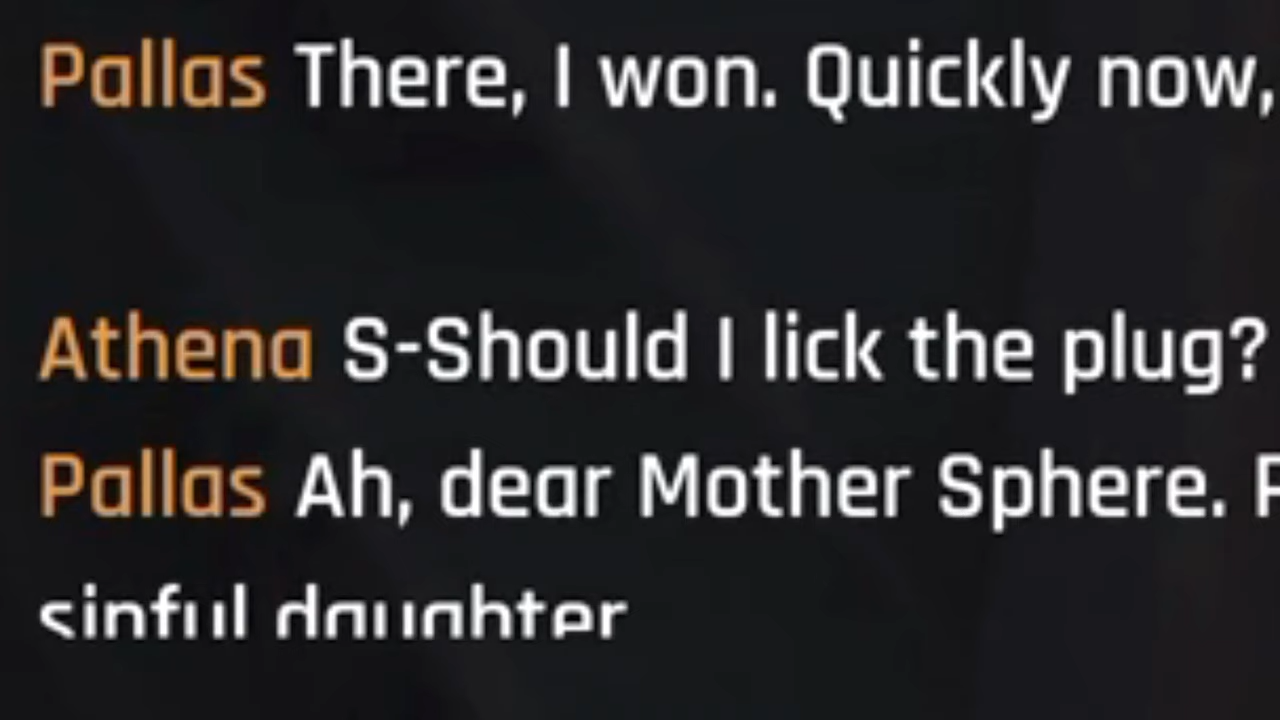 Pallas There, I won. Quickly now,
Athena S-Should I lick the plug?
Pallas Ah, dear Mother Sphere.
sinful daughter